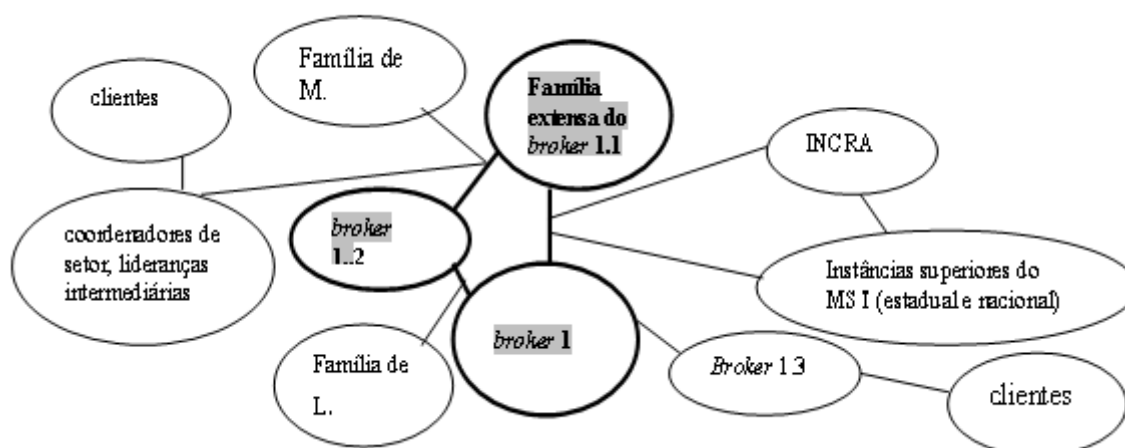 clientes
Família de
M.
Família
extensa do
broker 1.1
INCRA
coordenadores de
setor, lideranças
intermediárias
broker
1..2
Instâncias superiores do
MS I (estadual e nacional)
broker 1
Família de
L.
Broker 1.3
clientes